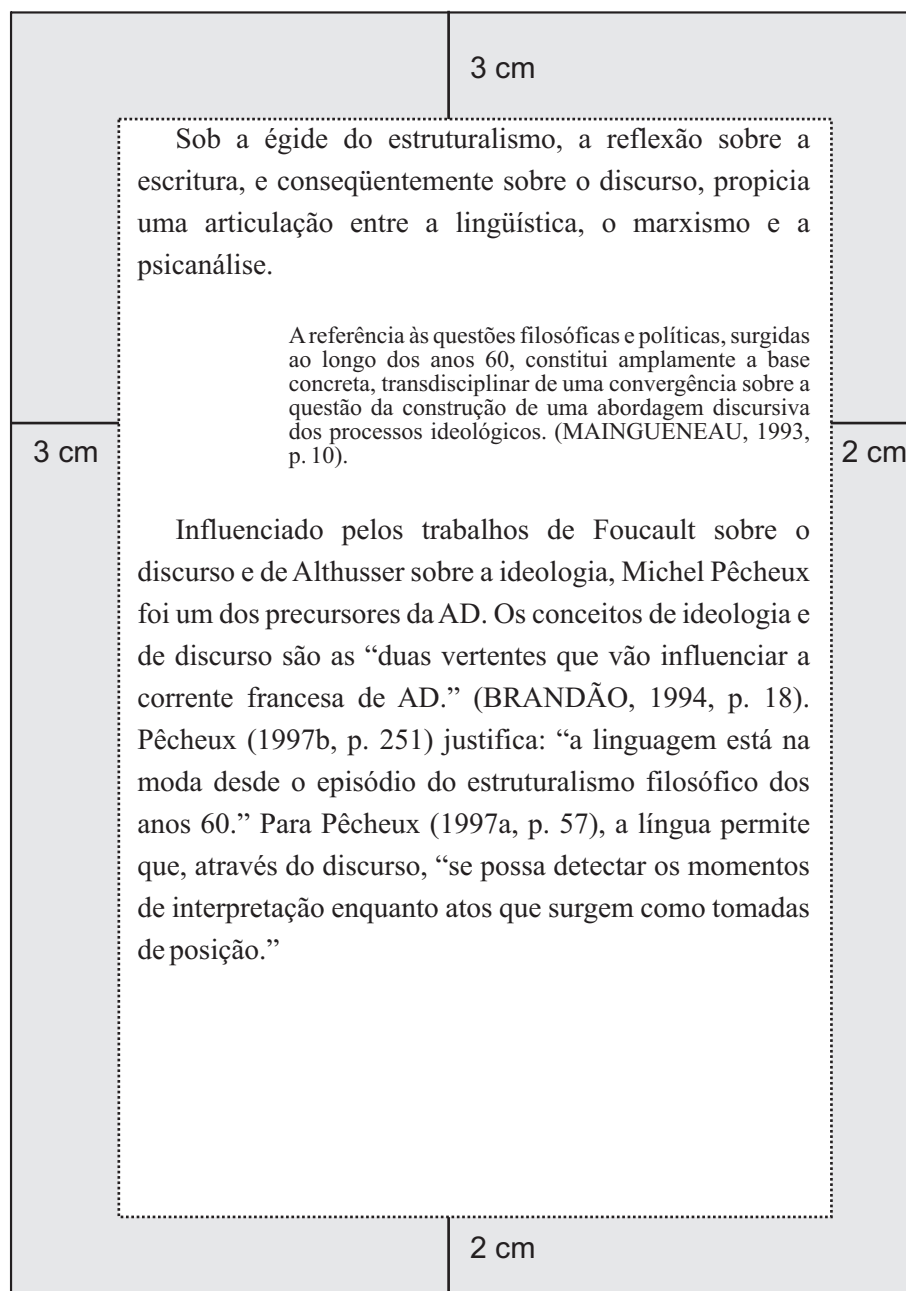 3 cm
Sob a égide do estruturalismo, a reflexão sobre a
escritura, e conseqüentemente sobre o discurso, propicia
uma articulação entre a lingüística, o marxismo e a
psicanálise.
A referência às questões filosóficas e políticas, surgidas
ao longo dos anos 60, constitui amplamente a base
concreta, transdisciplinar de uma convergência sobre a
questão da construção de uma abordagem discursiva
dos processos ideológicos. (MAINGUENEAU, 1993,
p. 10).
3 cm
2 cm
Influenciado pelos trabalhos de Foucault sobre o
discurso e de Althusser sobre a ideologia, Michel Pêcheux
foi um dos precursores da AD. Os conceitos de ideologia e
de discurso são as “duas vertentes que vão influenciar a
corrente francesa de AD.” (BRANDÃO, 1994, p. 18).
Pêcheux (1997b, p. 251) justifica: “a linguagem está na
moda desde o episódio do estruturalismo filosófico dos
anos 60.” Para Pêcheux (1997a, p. 57), a língua permite
que, através do discurso, “se possa detectar os momentos
de interpretação enquanto atos que surgem como tomadas
de posição.”
2 cm